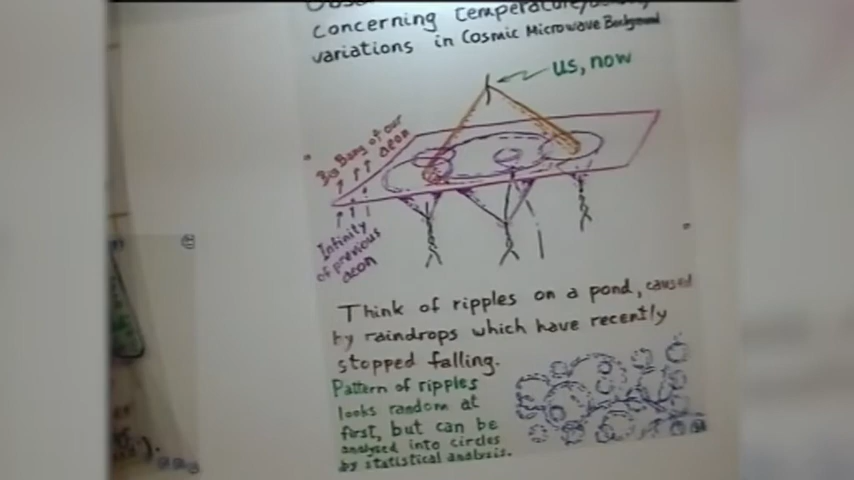 concerning temperature/
variations in Cosmic Microwave Background
us, now
Big Bang of our
aeon
Infinity
of previous
aeon
Think of ripples on a pond, caused
by raindrops which have recently
stopped falling.
Pattern of ripples
looks random at
first, but can be
analysed into circles
by statistical analysis.